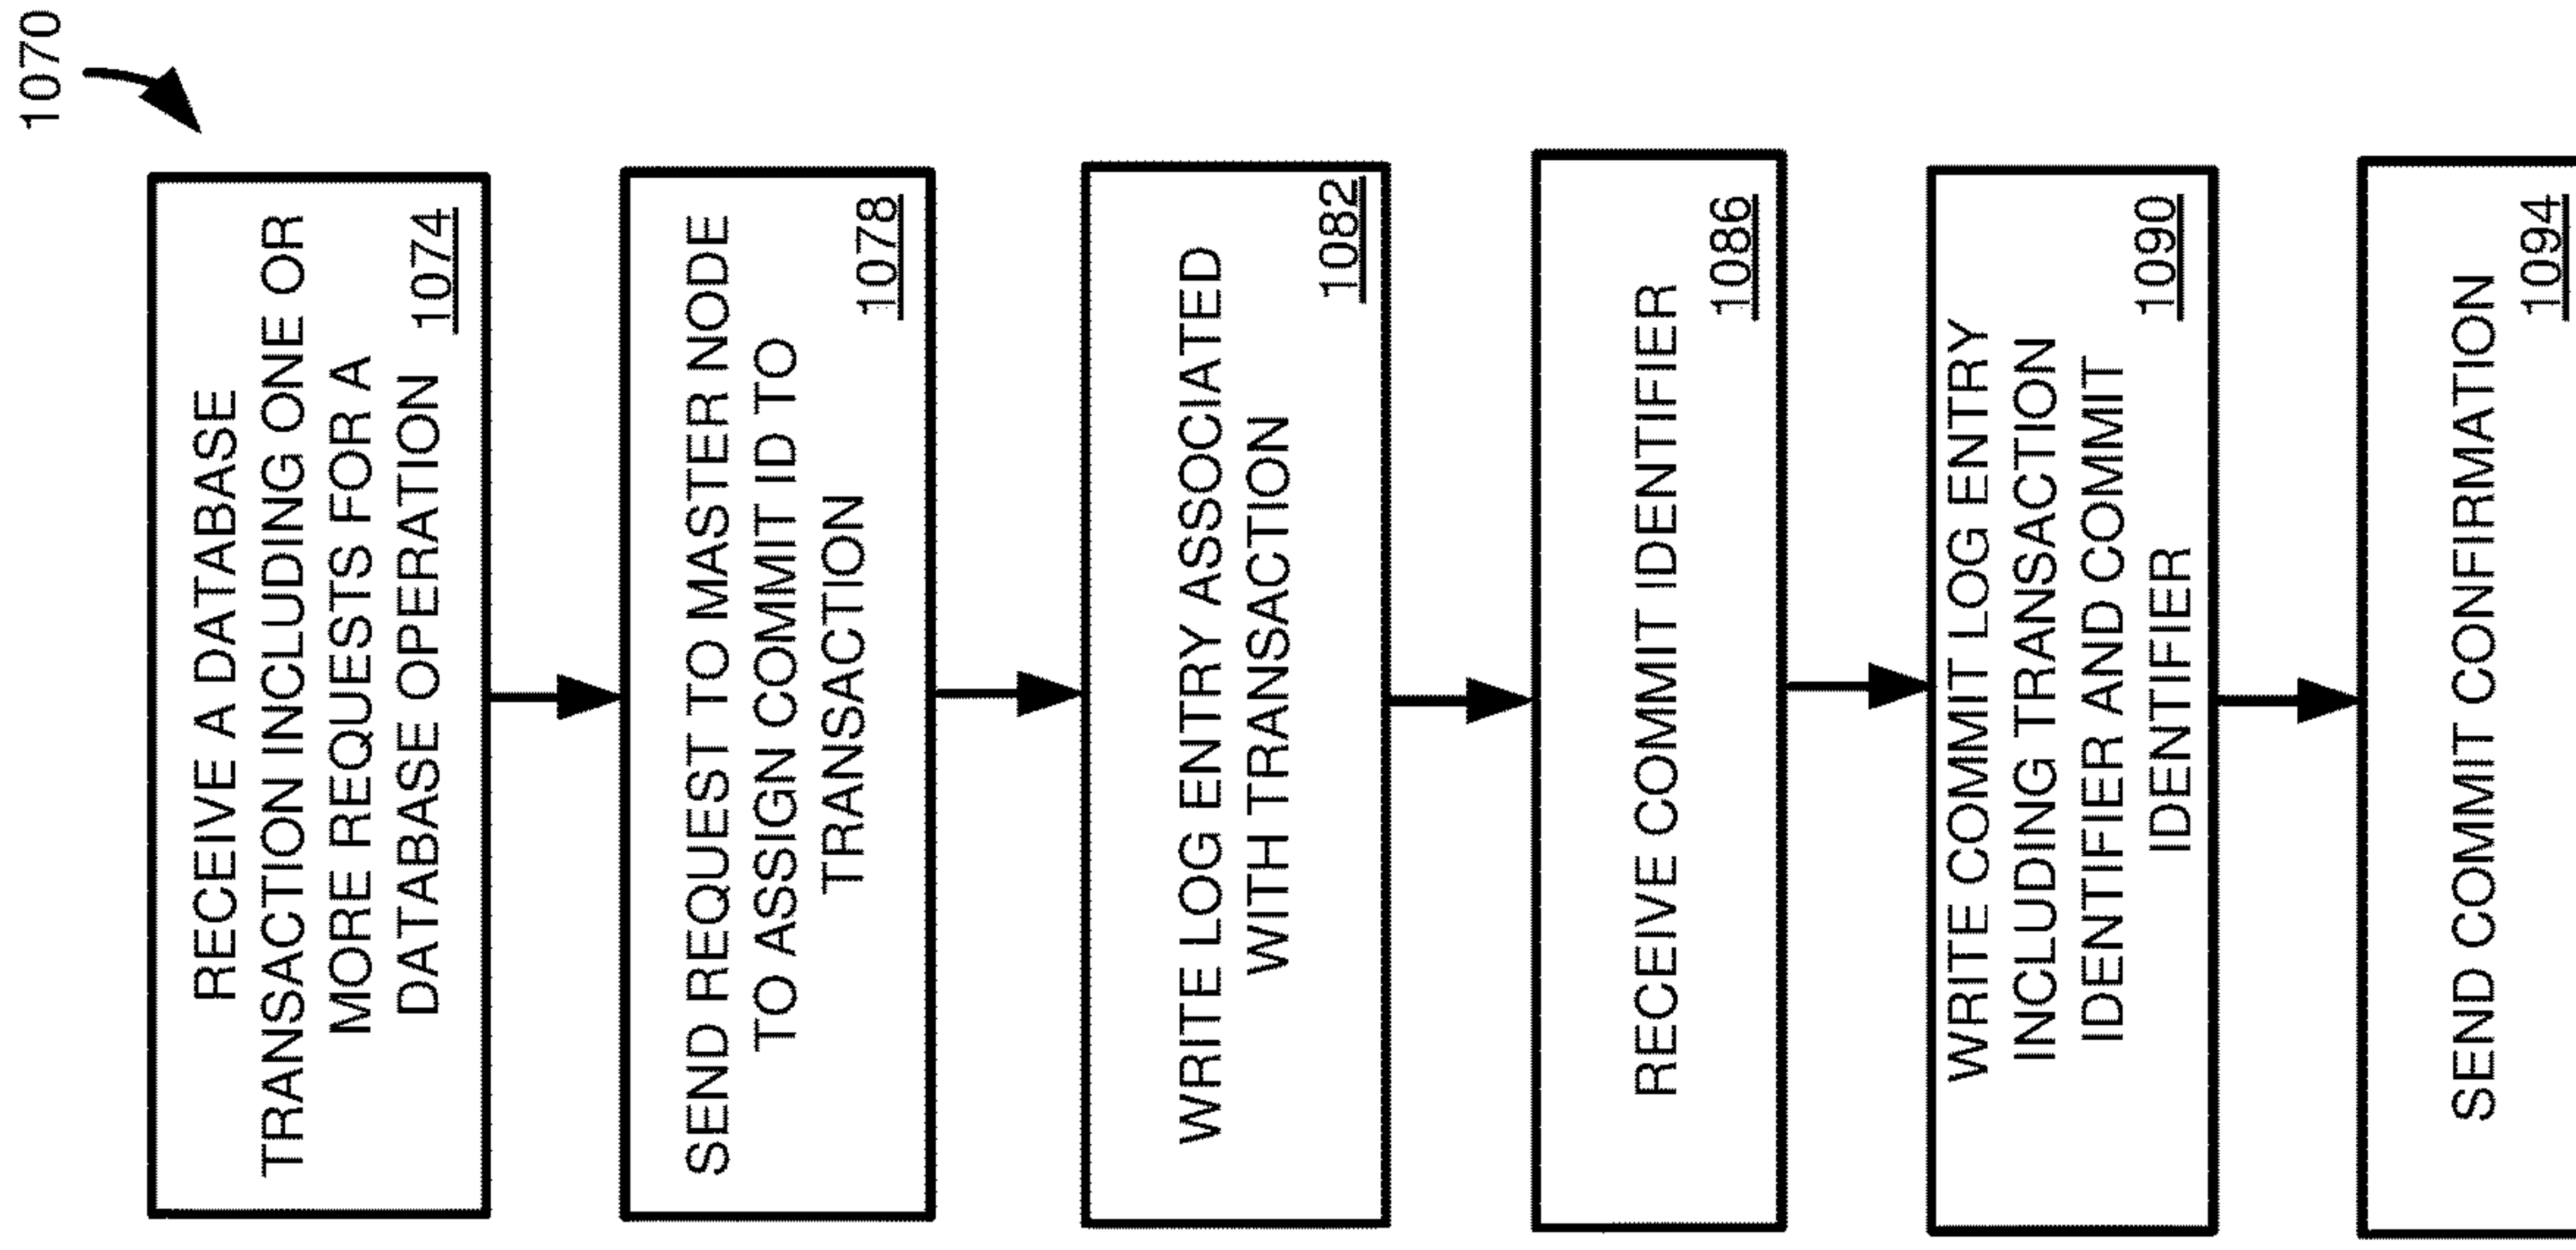 1070
RECEIVE A DATABASE
TRANSACTION INCLUDING ONE OR
MORE REQUESTS FOR A
DATABASE OPERATION
1074
SEND REQUEST TO MASTER NODE
TO ASSIGN COMMIT ID TO
TRANSACTION
1078
WRITE LOG ENTRY ASSOCIATED
WITH TRANSACTION
1082
RECEIVE COMMIT IDENTIFIER
1086
WRITE COMMIT LOG ENTRY
INCLUDING TRANSACTION
IDENTIFIER AND COMMIT
IDENTIFIER
1090
SEND COMMIT CONFIRMATION
1094